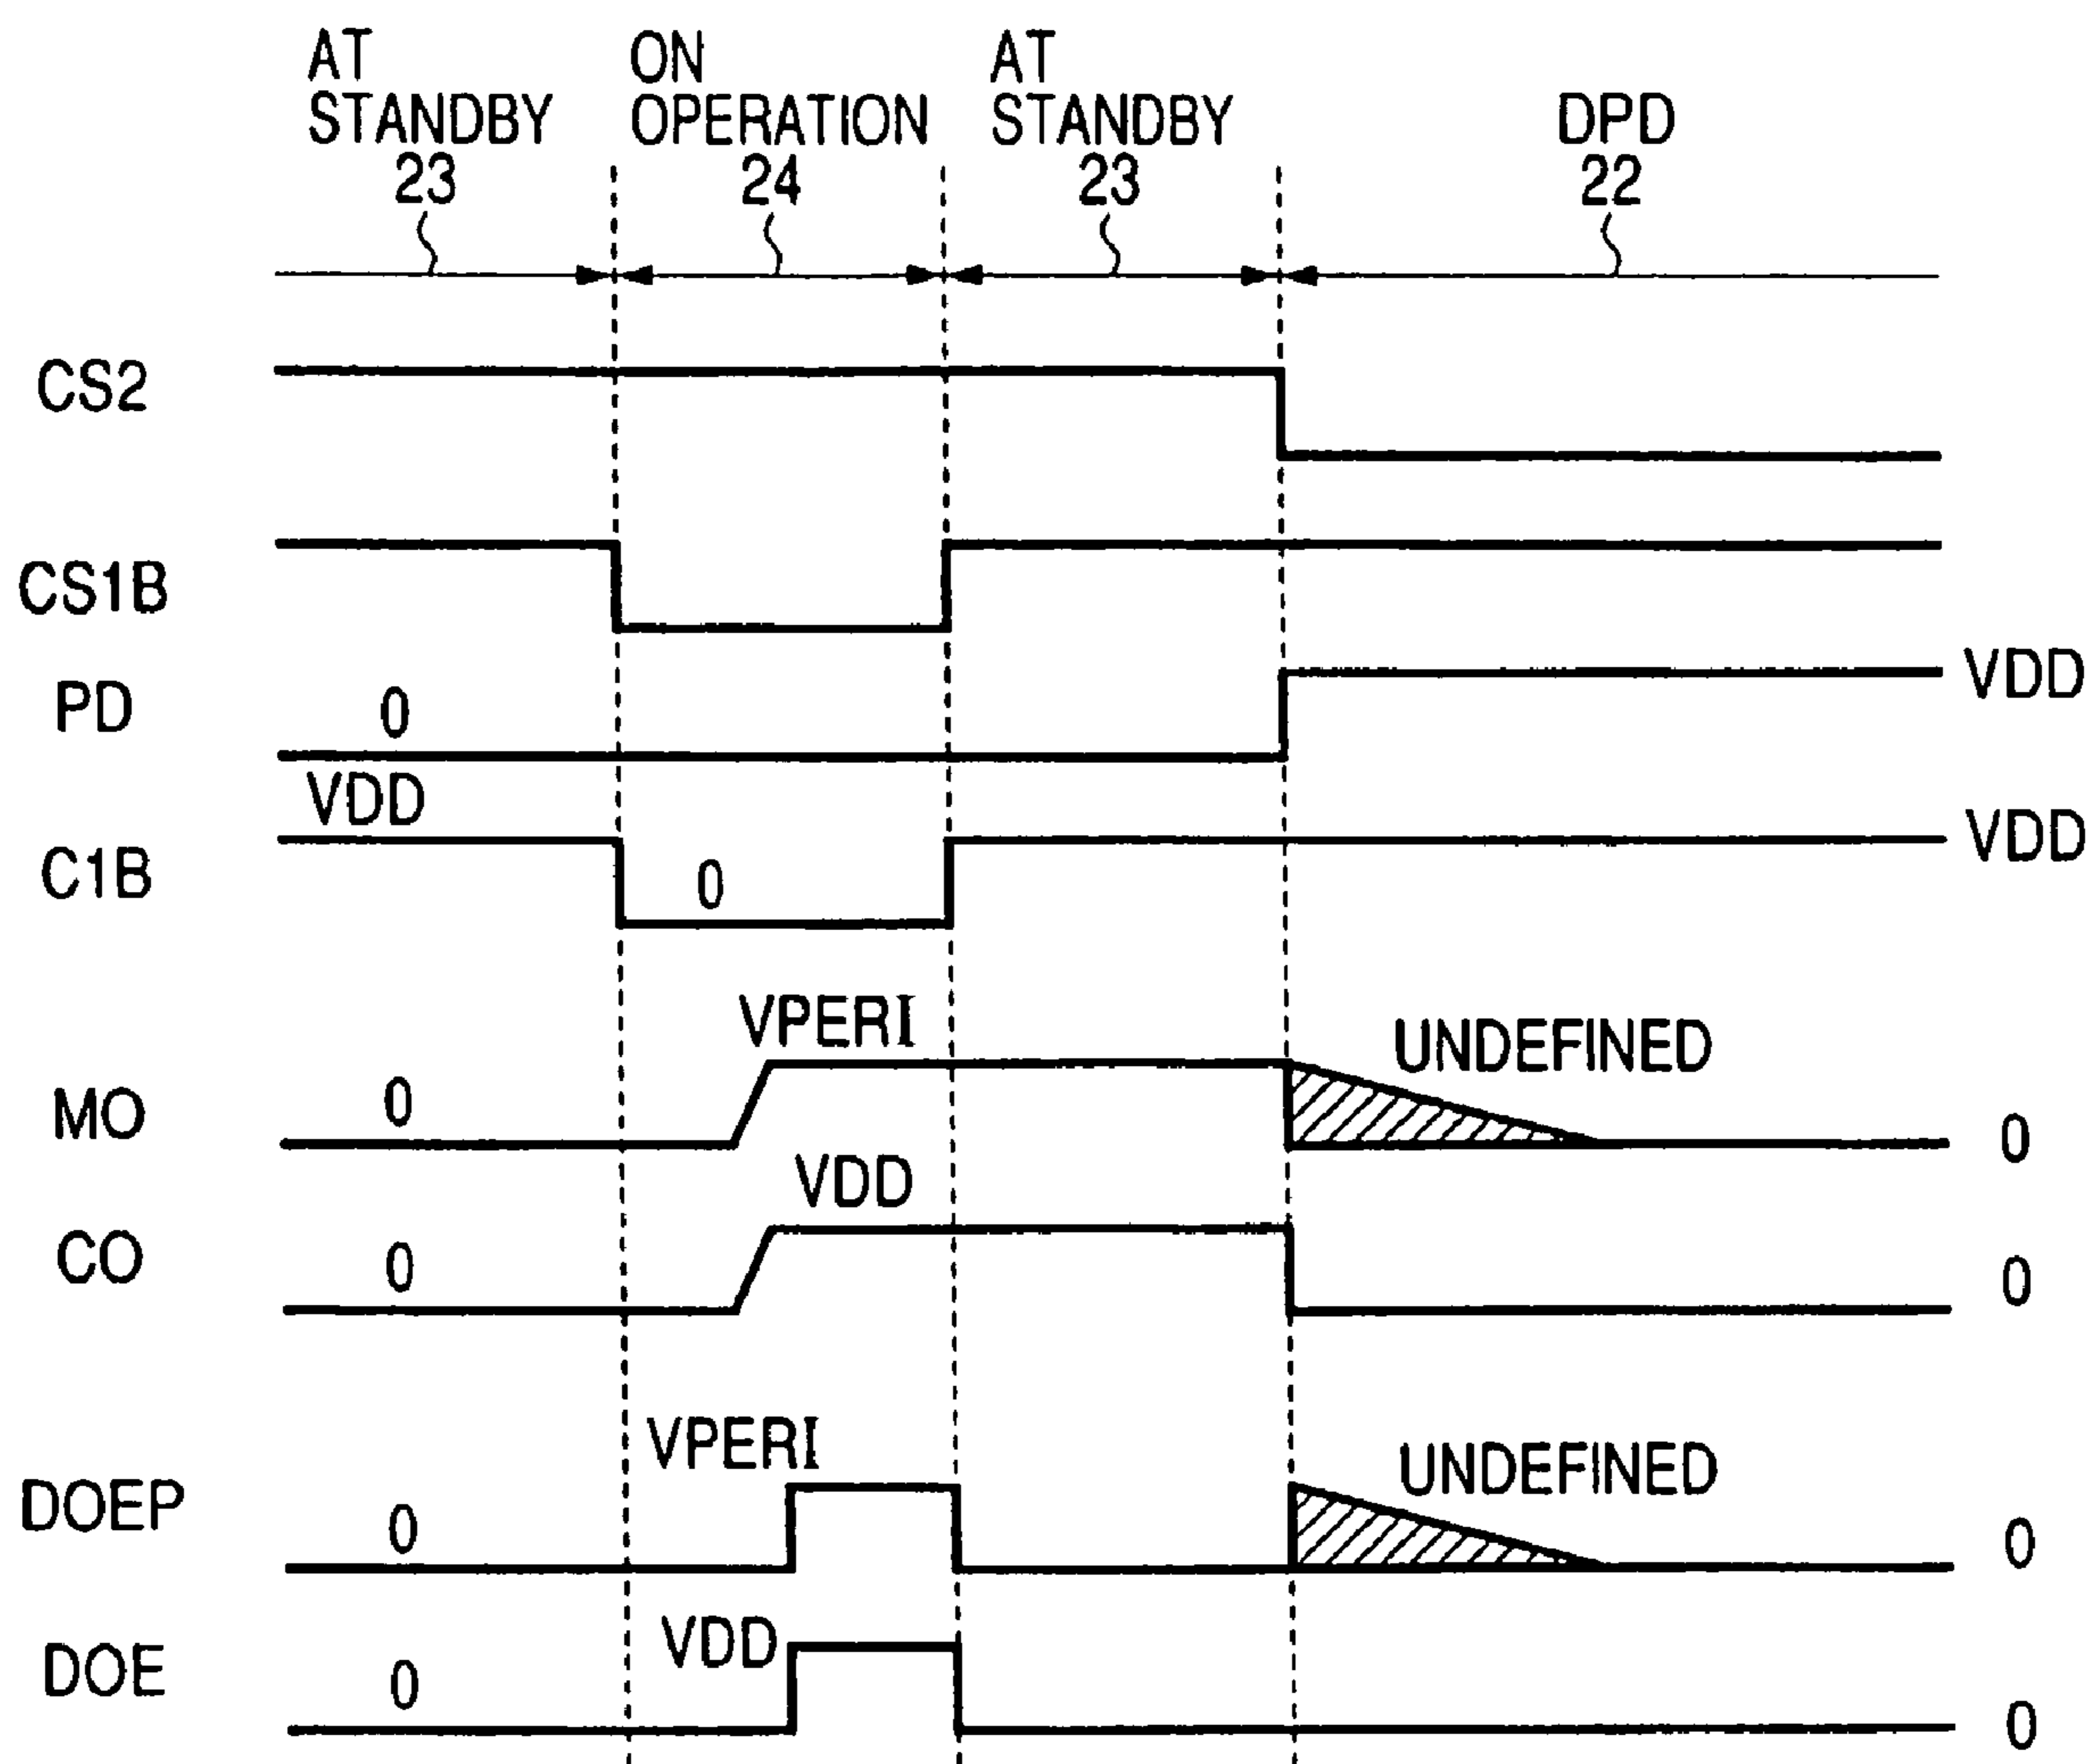 AT
STANDBY
23
ON
OPERATION
24
AT
STANDBY
23
DPD
22
CS2
CS1B
PD
0
VDD
VDD
C1B
0
VDD
VPERI
UNDEFINED
MO
0
0
VDD
CO
0
0
VPERI
UNDEFINED
DOEP
0
0
VDD
DOE
0
0